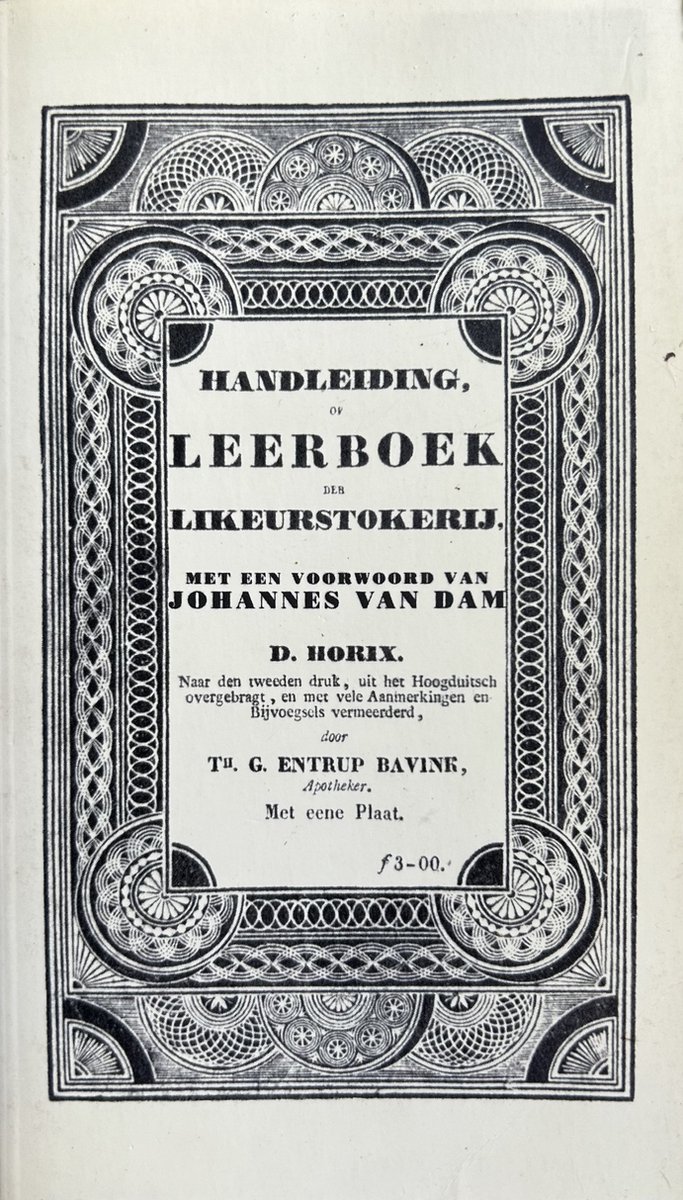 HANDLEIDING,
OF
LEERBOEK
DER
LIKEURSTOKERIJ,
MET EEN VOORWOORD VAN
JOHANNES VAN DAM
D. HORIX.
Naar den tweeden druk, uit het Hoogduitsch
overgebragt, en met vele Aanmerkingen en
Bijvoegsels vermeerderd,
door
TH. G. ENTRUP BAVINK,
Apotheker.
Met eene Plaat.
ƒ3-00.